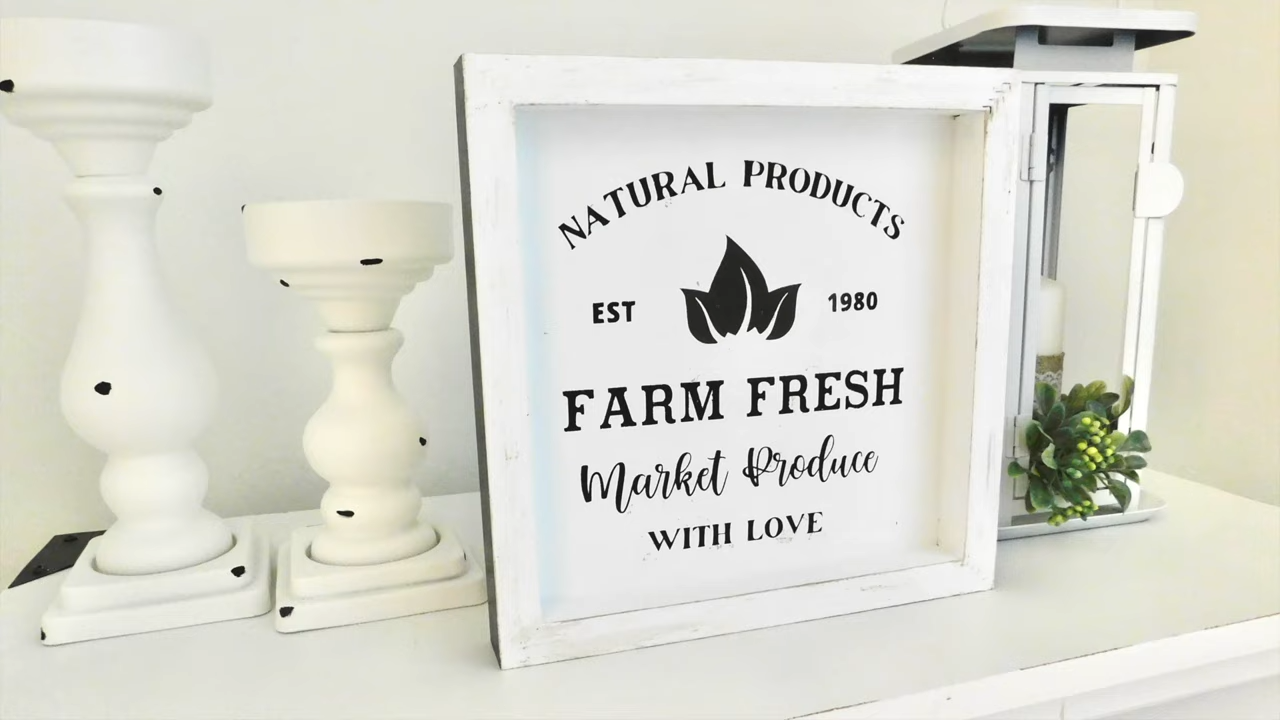 NATURAL PRODUCTS
EST 1980
FARM FRESH
Market Produce
WITH LOVE